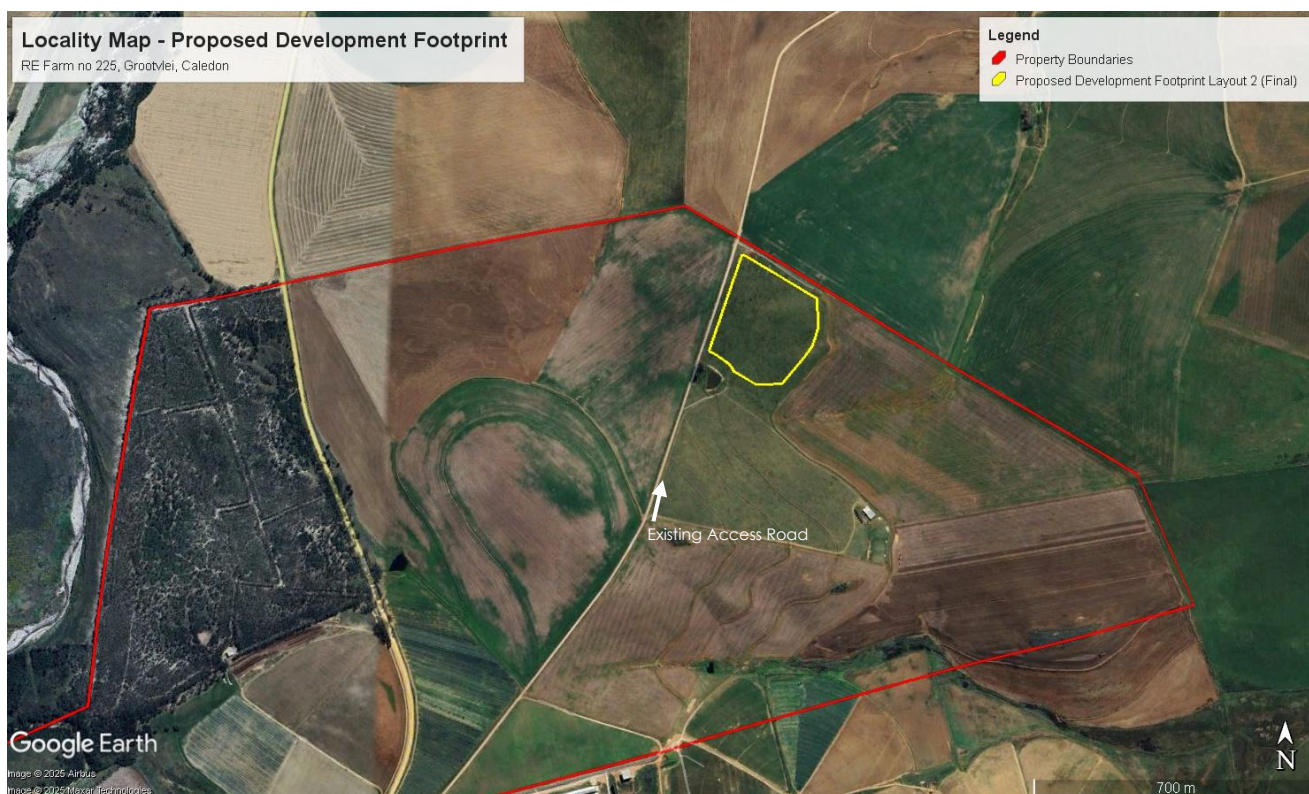 Locality Map - Proposed Development Footprint
RE Farm no 225, Grootvlei, Caledon
Legend
Property Boundaries
Proposed Development Footprint Layout 2 (Final)
Existing Access Road
Google Earth
Image © 2025 Airbus
Image © 2025 Maxar Technologies
N
700 m